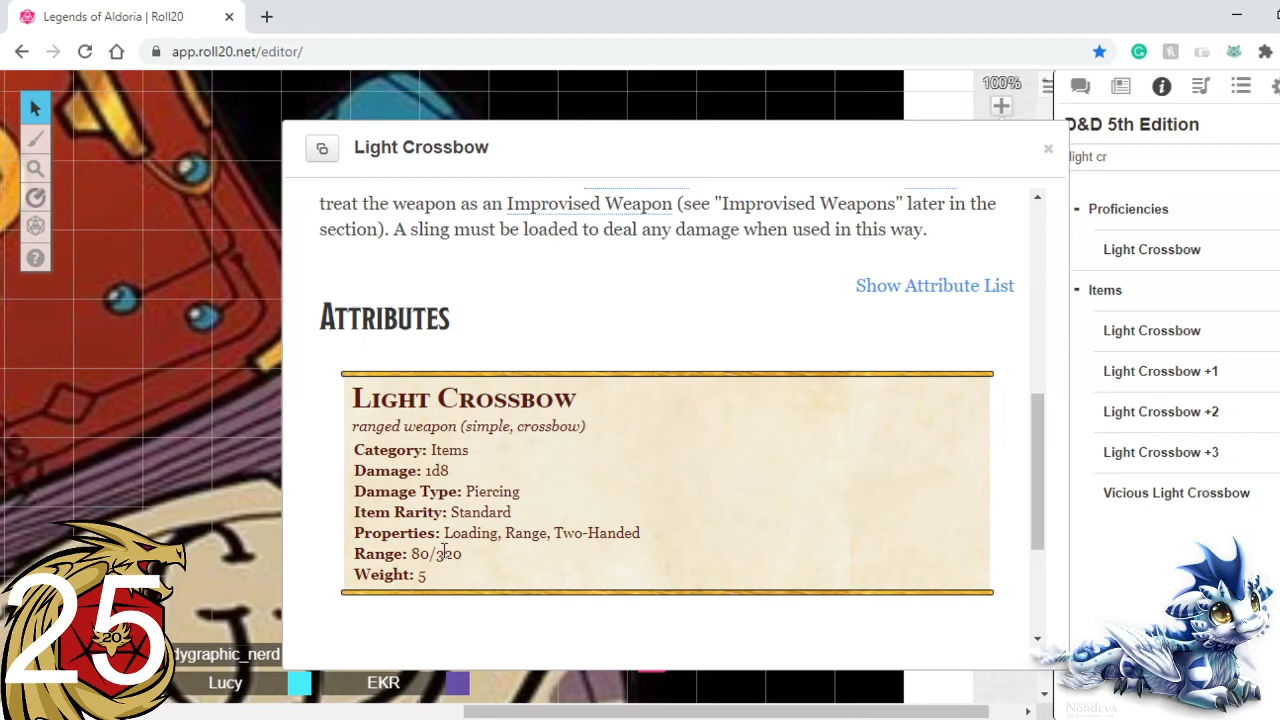 Legends of Aldoria | Roll20
app.roll20.net/editor/
100%
Light Crossbow
treat the weapon as an Improvised Weapon (see "Improvised Weapons" later in the
section). A sling must be loaded to deal any damage when used in this way.
Show Attribute List
Attributes
Light Crossbow
ranged weapon (simple, crossbow)
Category: Items
Damage: 1d8
Damage Type: Piercing
Item Rarity: Standard
Properties: Loading, Range, Two-Handed
Range: 80/320
Weight: 5
D&D 5th Edition
light cr
Proficiencies
Light Crossbow
Items
Light Crossbow
Light Crossbow +1
Light Crossbow +2
Light Crossbow +3
Vicious Light Crossbow
25
20
dygraphic_nerd
Lucy
EKR
NORDEVA